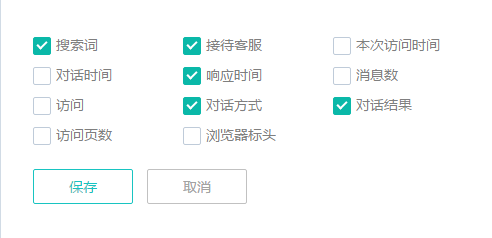 搜索词 接待客服 本次访问时间
对话时间 响应时间 消息数
访问 对话方式 对话结果
访问页数 浏览器标头
保存 取消